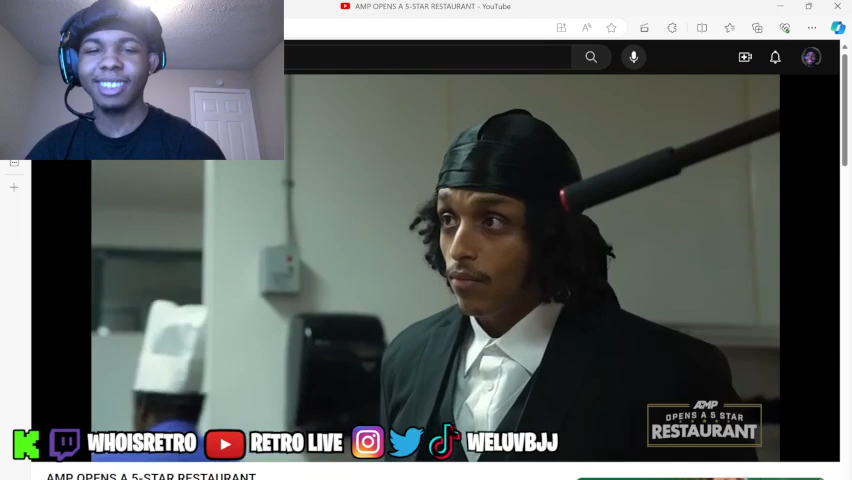 AMP OPENS A 5-STAR RESTAURANT - YouTube
AMP
OPENS A 5 STAR
RESTAURANT
WHOISRETRO RETRO LIVE WELUVBJJ
AMP OPENS A 5-STAR RESTAURANT